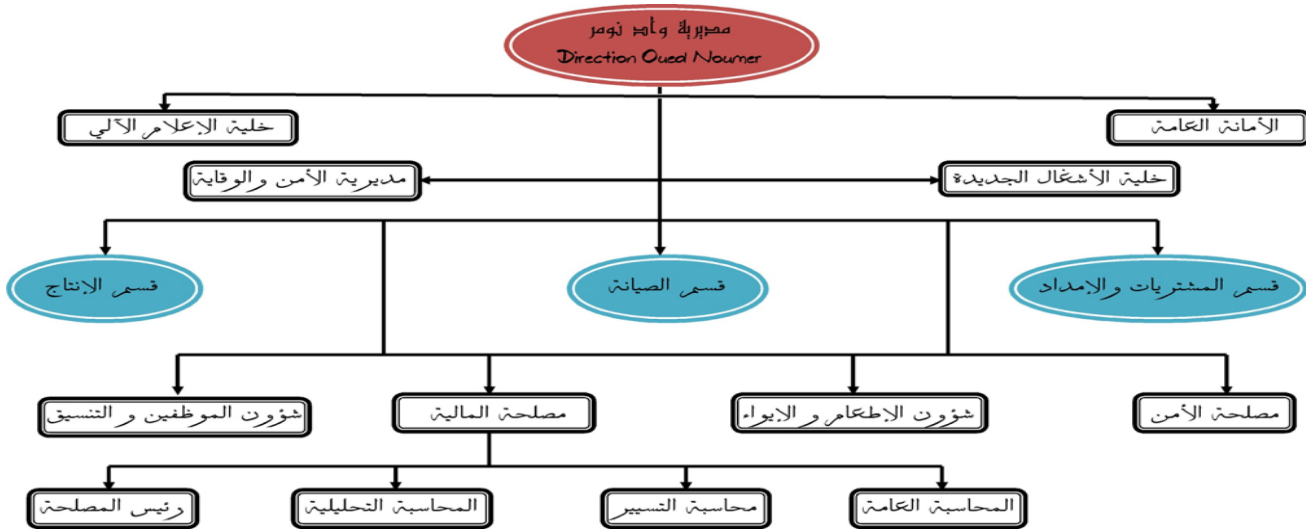 مديرية وأد نومر
Direction Oued Noumer
الأمانة العامة
خلية الإعلام الآلي
خلية الأشغال الجديدة
مديرية الأمن والوقاية
قسم المشتريات والإمداد
قسم الصيانة
قسم الإنتاج
مصلحة الأمن
شؤون الإطعام و الإيواء
مصلحة المالية
شؤورن الموظفين و التنسيق
المحاسبة العامة
محاسبة التسيير
المحاسبة التحليلية
رئيس المصلحة